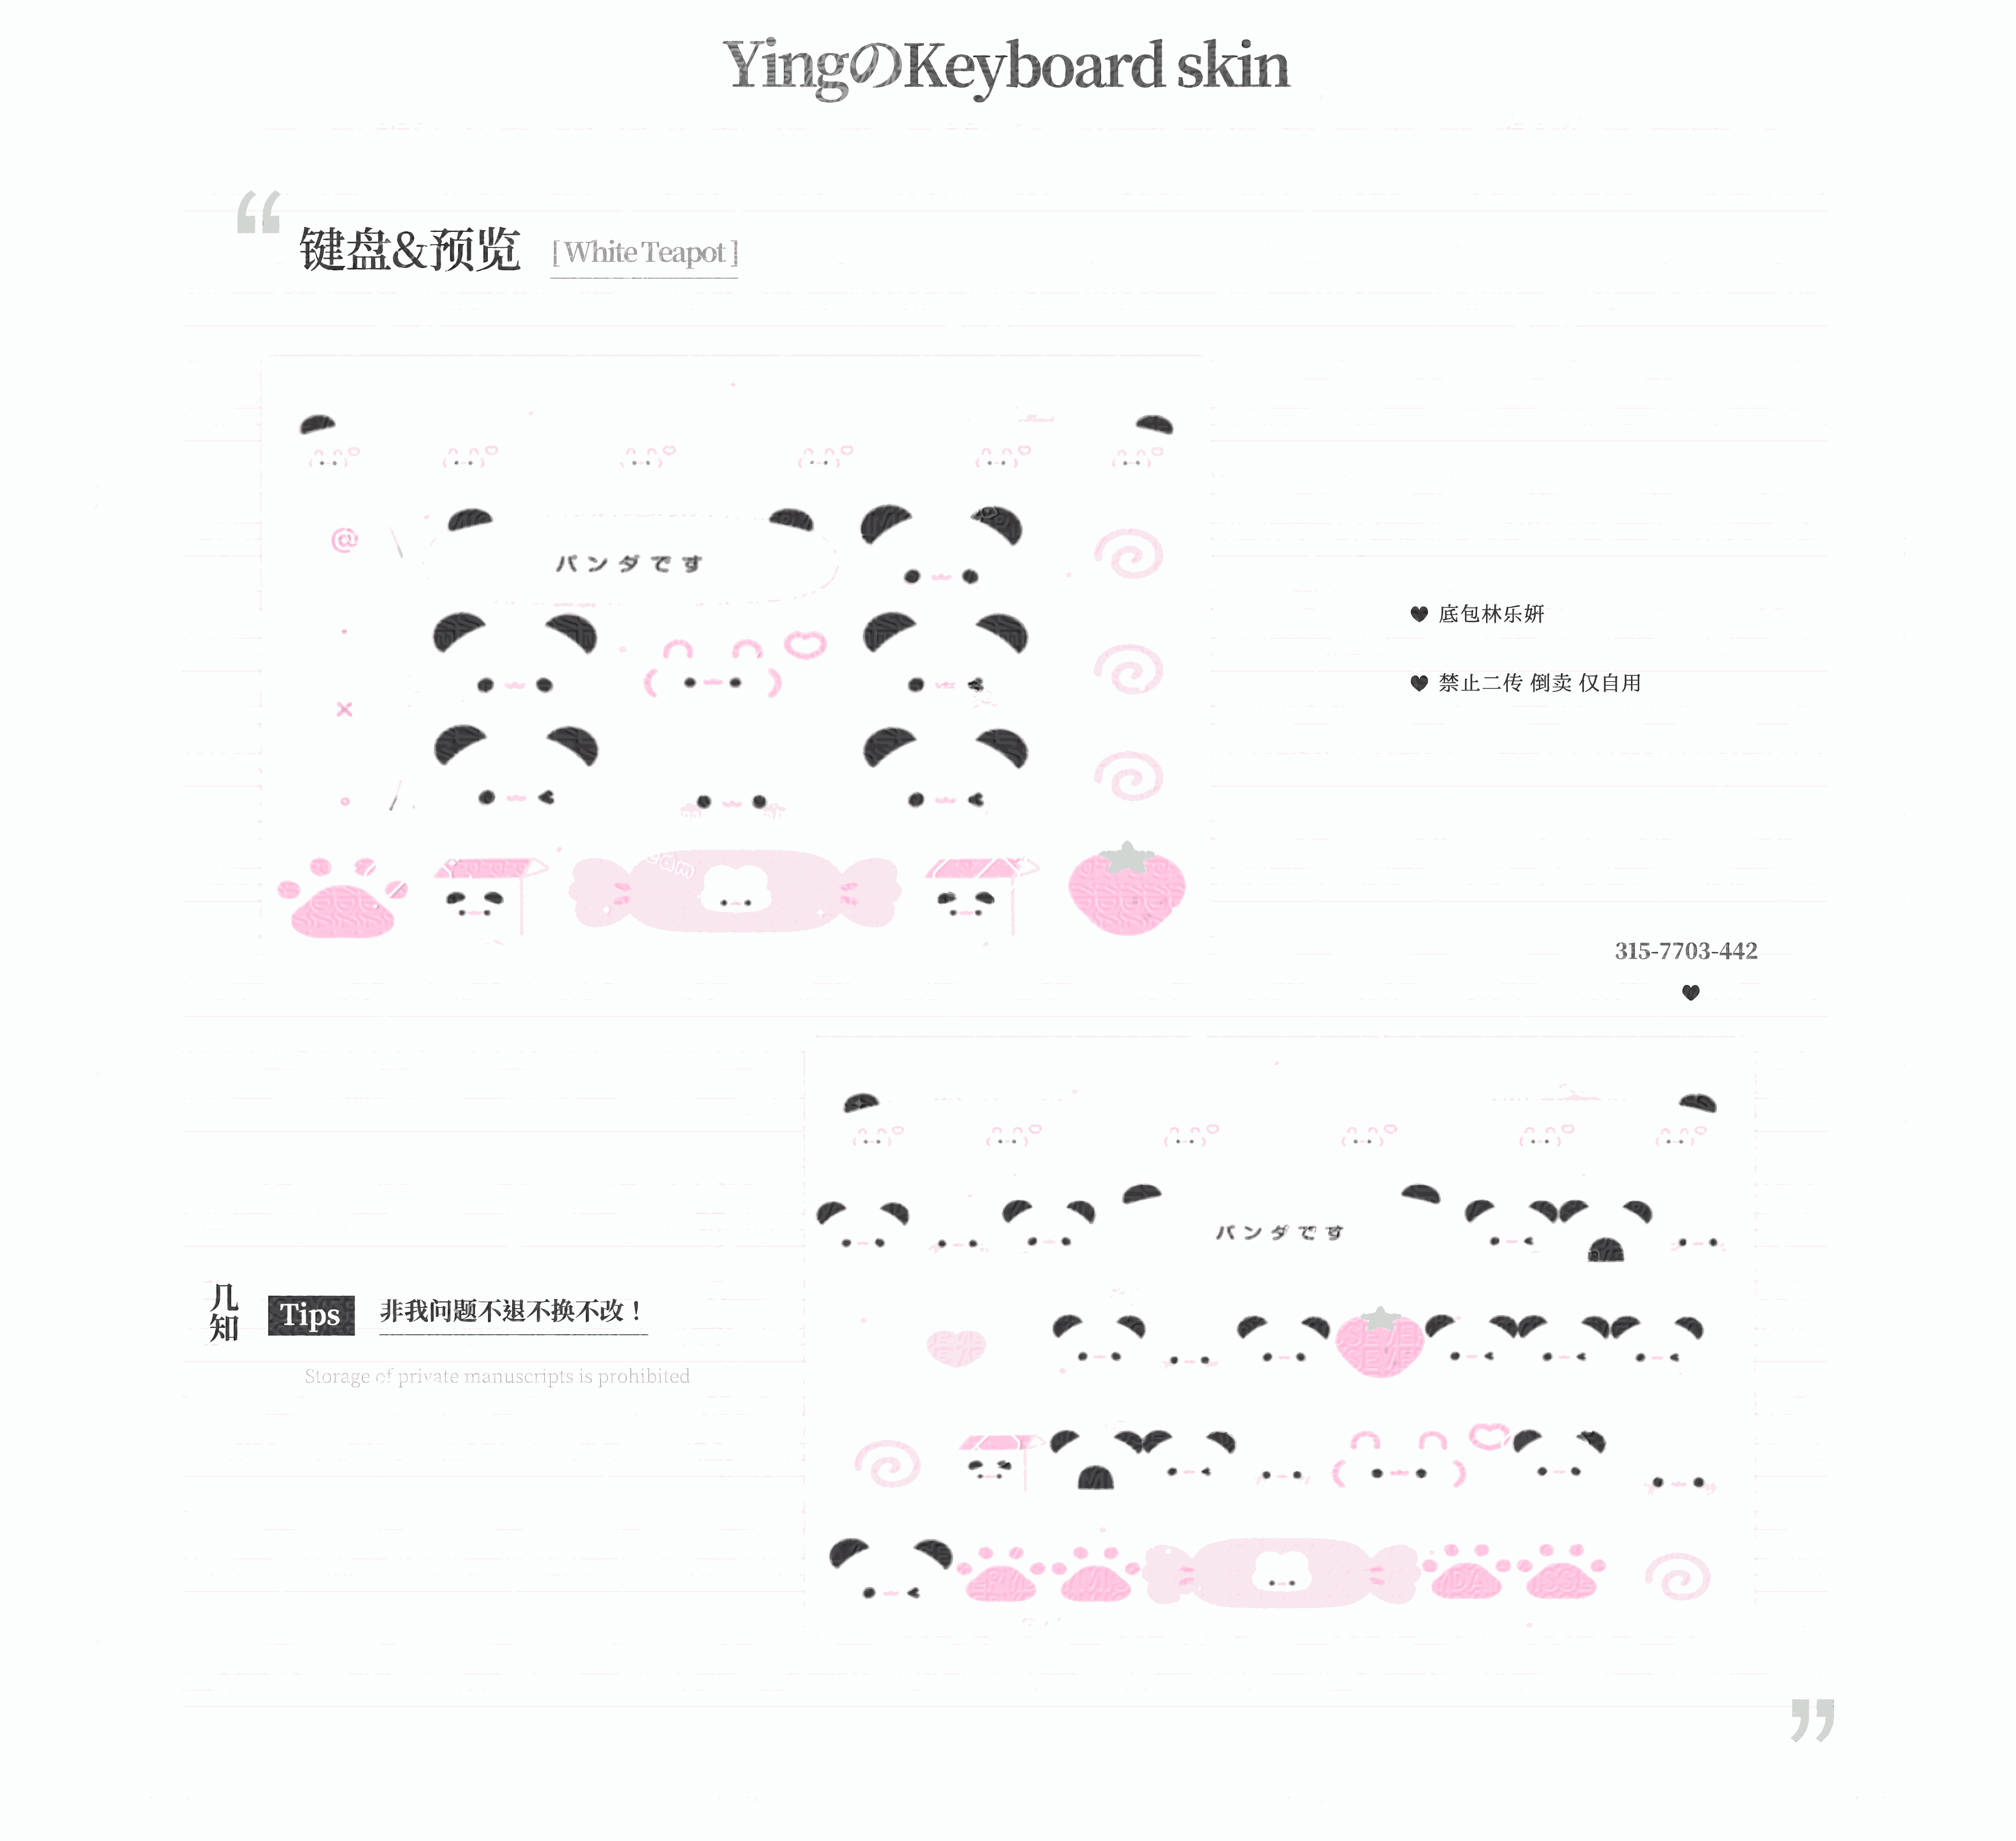 YingのKeyboard skin
键盘&预览 [ White Teapot ]
@
パンダです
底包林乐妍
禁止二传 倒卖 仅自用
315-7703-442
パンダです
几知
Tips 非我问题不退不换不改！
Storage of private manuscripts is prohibited